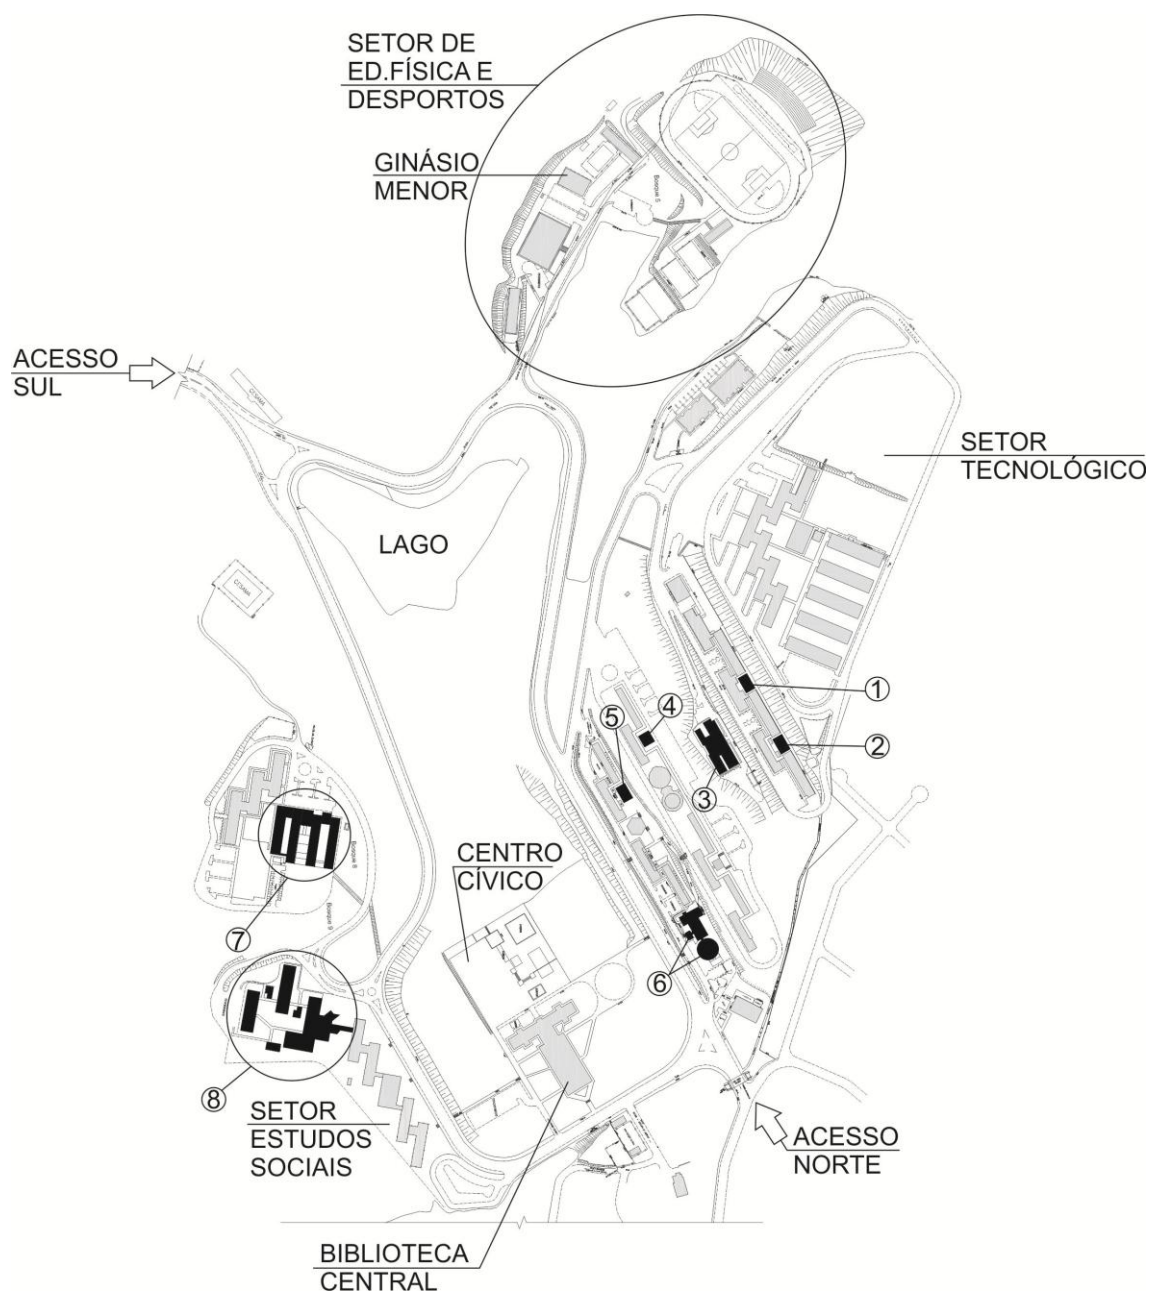 SETOR DE
ED.FÍSICA E
DESPORTOS
GINÁSIO
MENOR
ACESSO
SUL
SETOR
TECNOLÓGICO
LAGO
1
5
4
2
3
CENTRO
CÍVICO
7
6
8
SETOR
ESTUDOS
SOCIAIS
ACESSO
NORTE
BIBLIOTECA
CENTRAL